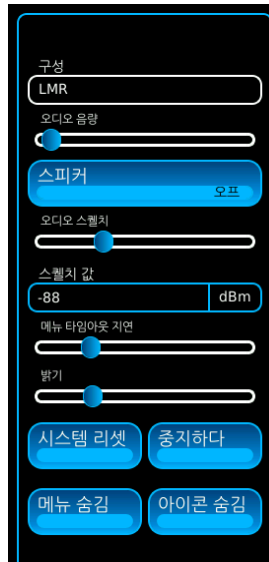 구성
LMR
오디오 음량
스피커
오프
오디오 스퀠치
스퀠치 값
-88 dBm
메뉴 타임아웃 지연
밝기
시스템 리셋 중지하다
메뉴 숨김 아이콘 숨김